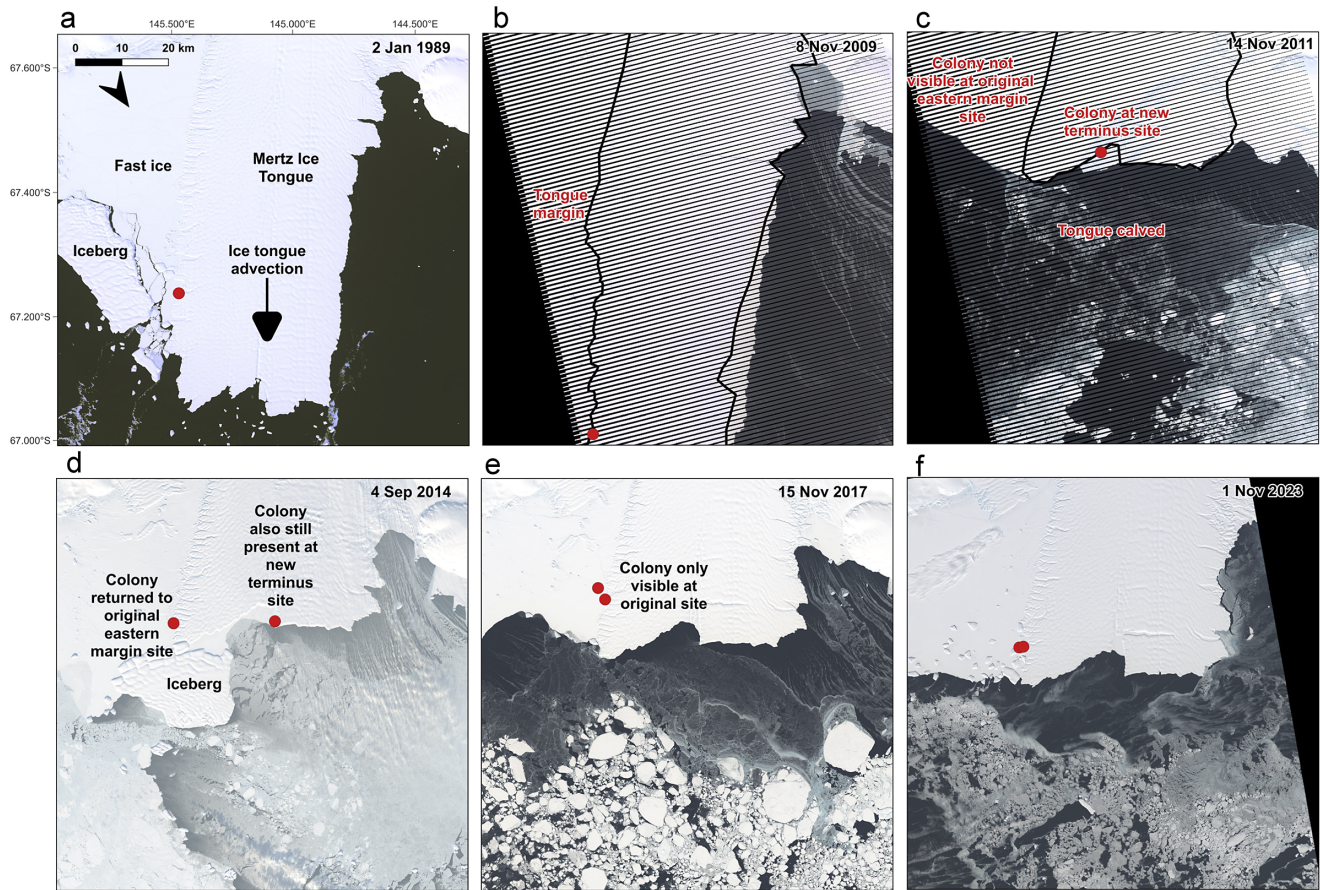 a
145.500°E
145.000°E
144.500°E
0
10
20 km
2 Jan 1989
67.600°S
67.400°S
67.200°S
67.000°S
Fast ice
Mertz Ice
Tongue
Iceberg
Ice tongue
advection
b
8 Nov 2009
Tongue
margin
c
14 Nov 2011
Colony not
visible at original
eastern margin
site
Colony at new
terminus site
Tongue calved
d
4 Sep 2014
Colony
also still
present at
new
terminus
site
Colony
returned to
original
eastern
margin site
Iceberg
e
15 Nov 2017
Colony only
visible at
original site
f
1 Nov 2023